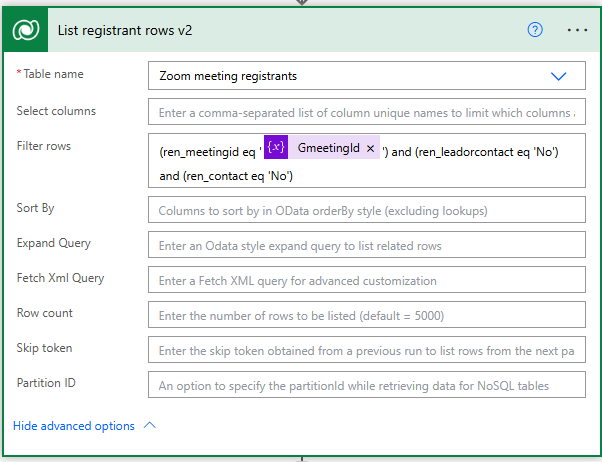 List registrant rows v2
* Table name
Zoom meeting registrants
Select columns
Enter a comma-separated list of column unique names to limit which columns a
Filter rows
(ren_meetingid eq ' {x} GmeetingId × ') and (ren_leadorcontact eq 'No')
and (ren_contact eq 'No')
Sort By
Columns to sort by in OData orderBy style (excluding lookups)
Expand Query
Enter an Odata style expand query to list related rows
Fetch Xml Query
Enter a Fetch XML query for advanced customization
Row count
Enter the number of rows to be listed (default = 5000)
Skip token
Enter the skip token obtained from a previous run to list rows from the next pa
Partition ID
An option to specify the partitionId while retrieving data for NoSQL tables
Hide advanced options